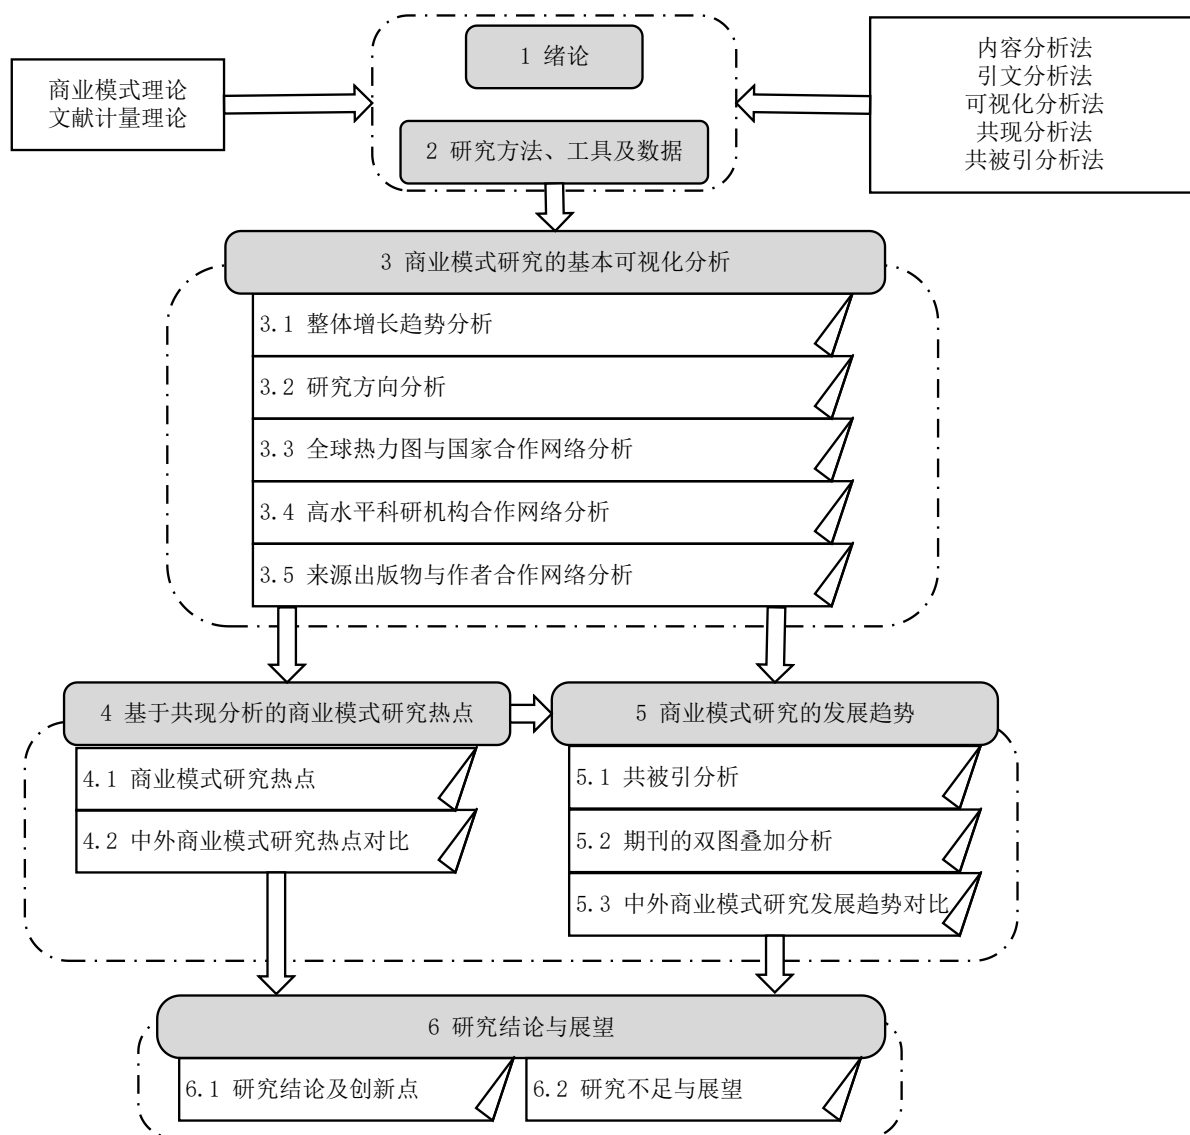 1 绪论
商业模式理论
文献计量理论
内容分析法
引文分析法
可视化分析法
共现分析法
共被引分析法
2 研究方法、工具及数据
3 商业模式研究的基本可视化分析
3.1 整体增长趋势分析
3.2 研究方向分析
3.3 全球热力图与国家合作网络分析
3.4 高水平科研机构合作网络分析
3.5 来源出版物与作者合作网络分析
4 基于共现分析的商业模式研究热点
4.1 商业模式研究热点
4.2 中外商业模式研究热点对比
5 商业模式研究的发展趋势
5.1 共被引分析
5.2 期刊的双图叠加分析
5.3 中外商业模式研究发展趋势对比
6 研究结论与展望
6.1 研究结论及创新点
6.2 研究不足与展望